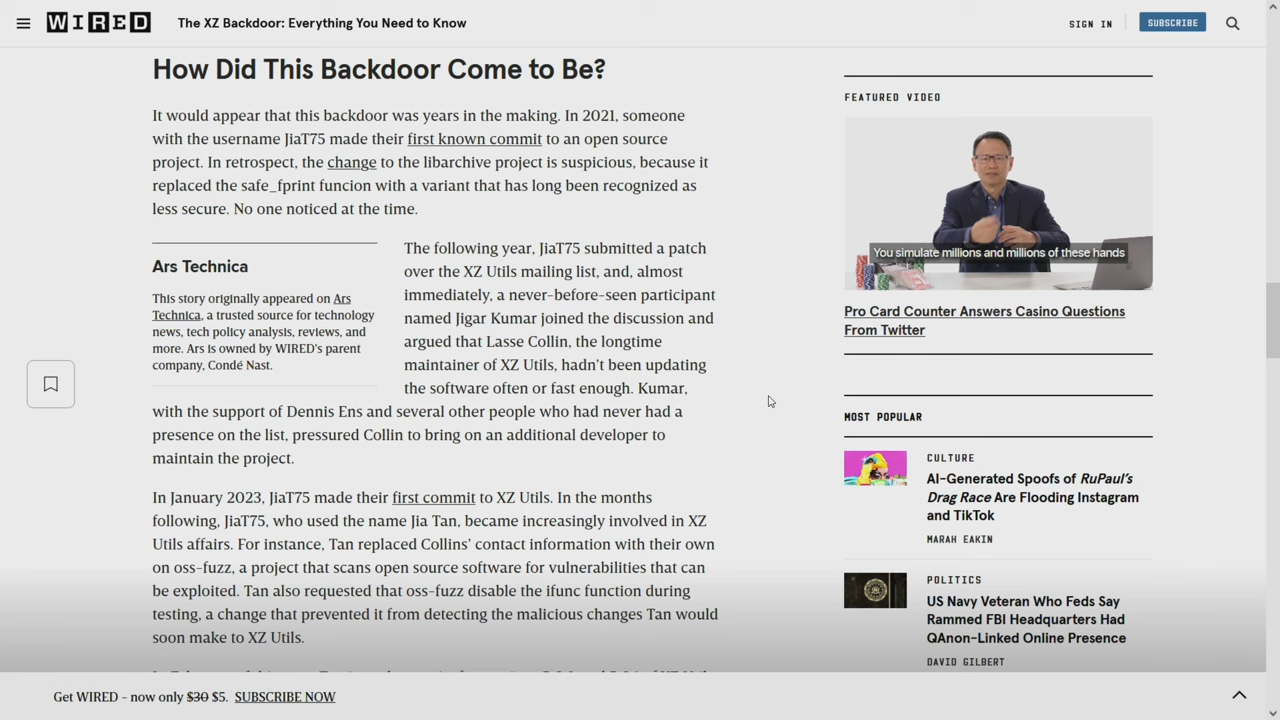 WIRED
The XZ Backdoor: Everything You Need to Know
SIGN IN
SUBSCRIBE
How Did This Backdoor Come to Be?
It would appear that this backdoor was years in the making. In 2021, someone
with the username JiaT75 made their first known commit to an open source
project. In retrospect, the change to the libarchive project is suspicious, because it
replaced the safe_fprint funcion with a variant that has long been recognized as
less secure. No one noticed at the time.
Ars Technica
This story originally appeared on Ars
Technica, a trusted source for technology
news, tech policy analysis, reviews, and
more. Ars is owned by WIRED's parent
company, Condé Nast.
The following year, JiaT75 submitted a patch
over the XZ Utils mailing list, and, almost
immediately, a never-before-seen participant
named Jigar Kumar joined the discussion and
argued that Lasse Collin, the longtime
maintainer of XZ Utils, hadn't been updating
the software often or fast enough. Kumar,
with the support of Dennis Ens and several other people who had never had a
presence on the list, pressured Collin to bring on an additional developer to
maintain the project.
In January 2023, JiaT75 made their first commit to XZ Utils. In the months
following, JiaT75, who used the name Jia Tan, became increasingly involved in XZ
Utils affairs. For instance, Tan replaced Collins' contact information with their own
on oss-fuzz, a project that scans open source software for vulnerabilities that can
be exploited. Tan also requested that oss-fuzz disable the ifunc function during
testing, a change that prevented it from detecting the malicious changes Tan would
soon make to XZ Utils.
FEATURED VIDEO
You simulate millions and millions of these hands
Pro Card Counter Answers Casino Questions
From Twitter
MOST POPULAR
CULTURE
AI-Generated Spoofs of RuPaul's
Drag Race Are Flooding Instagram
and TikTok
MARAH EAKIN
POLITICS
US Navy Veteran Who Feds Say
Rammed FBI Headquarters Had
QAnon-Linked Online Presence
DAVID GILBERT
Get WIRED - now only $30 $5. SUBSCRIBE NOW